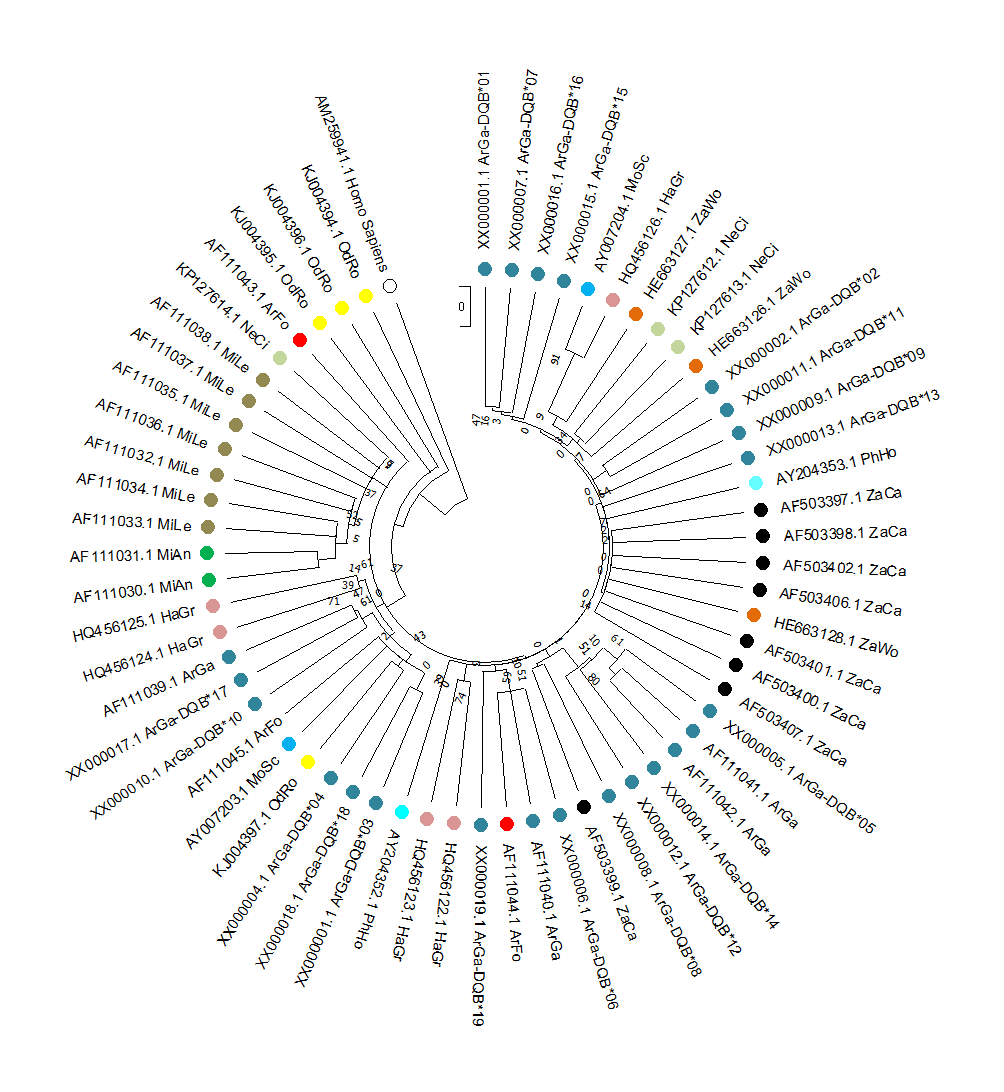 XX000001.1 ArGa-DQB*01
XX000007.1 ArGa-DQB*07
XX000016.1 ArGa-DQB*16
XX000015.1 ArGa-DQB*15
AY007204.1 MoSc
HQ456126.1 HaGr
HE663127.1 ZaWo
KP127612.1 NeCi
KP127613.1 NeCi
HE663126.1 ZaWo
XX000002.1 ArGa-DQB*02
XX000011.1 ArGa-DQB*11
XX000009.1 ArGa-DQB*09
XX000013.1 ArGa-DQB*13
AY204353.1 PhHo
AF503397.1 ZaCa
AF503398.1 ZaCa
AF503402.1 ZaCa
AF503406.1 ZaCa
HE663128.1 ZaWo
AF503401.1 ZaCa
AF503400.1 ZaCa
AF503407.1 ZaCa
XX000005.1 ArGa-DQB*05
AF111041.1 ArGa
AF111042.1 ArGa
XX000014.1 ArGa-DQB*14
XX000012.1 ArGa-DQB*12
XX000008.1 ArGa-DQB*08
AF503399.1 ZaCa
XX000006.1 ArGa-DQB*06
AF111040.1 ArGa
AF111044.1 ArFo
XX000019.1 ArGa-DQB*19
HQ456122.1 HaGr
HQ456123.1 HaGr
AY204352.1 PhHo
XX000001.1 ArGa-DQB*03
XX000018.1 ArGa-DQB*18
XX000004.1 ArGa-DQB*04
KJ004397.1 OdRo
AY007203.1 MoSc
AF111045.1 ArFo
XX000010.1 ArGa-DQB*10
XX000017.1 ArGa-DQB*17
AF111039.1 ArGa
HQ456124.1 HaGr
HQ456125.1 HaGr
AF111030.1 MiAn
AF111031.1 MiAn
AF111033.1 MiLe
AF111034.1 MiLe
AF111032.1 MiLe
AF111036.1 MiLe
AF111035.1 MiLe
AF111037.1 MiLe
AF111038.1 MiLe
KP127614.1 NeCi
AF111043.1 ArFo
KJ004395.1 OdRo
KJ004396.1 OdRo
KJ004394.1 OdRo
AM259941.1 Homo Sapiens
0
47
16
3
0
91
9
0
0
0
0
0
14
61
10
51
80
0
51
59
74
43
0
2
0
61
47
71
39
14
61
5
37
37